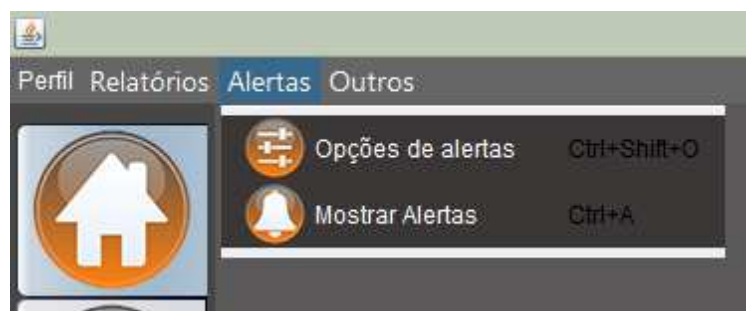 Perfil Relatórios Alertas Outros
Opções de alertas Ctrl+Shift+O
Mostrar Alertas Ctrl+A